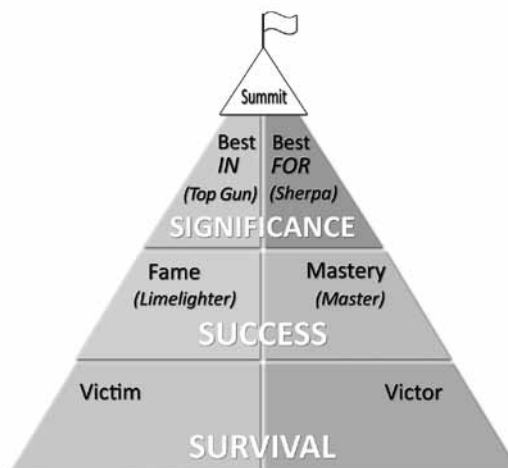 Summit
Best
IN
(Top Gun)
Best
FOR
(Sherpa)
SIGNIFICANCE
Fame
(Limelighter)
Mastery
(Master)
SUCCESS
Victim
Victor
SURVIVAL